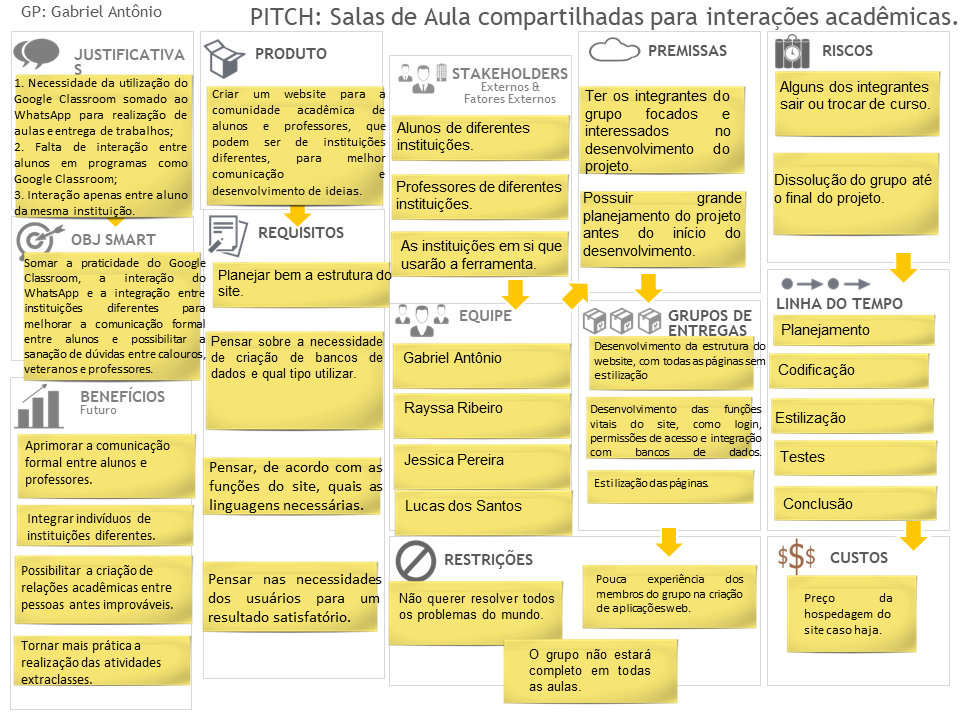 GP: Gabriel Antônio
PITCH: Salas de Aula compartilhadas para interações acadêmicas.
JUSTIFICATIVA
S
1. Necessidade da utilização do
Google Classroom somado ao
WhatsApp para realização de
aulas e entrega de trabalhos;
2. Falta de interação entre
alunos em programas como
Google Classroom;
3. Interação apenas entre aluno
da mesma instituição.
OBJ SMART
Somar a praticidade do Google
Classroom, a interação do
WhatsApp e a integração entre
instituições diferentes para
melhorar a comunicação formal
entre alunos e possibilitar a
sanação de dúvidas entre calouros,
veteranos e professores.
BENEFÍCIOS
Futuro
Aprimorar a comunicação
formal entre alunos e
professores.
Integrar indivíduos de
instituições diferentes.
Possibilitar a criação de
relações acadêmicas entre
pessoas antes improváveis.
Tornar mais prática a
realização das atividades
extraclasses.
PRODUTO
Criar um website para a
comunidade acadêmica de
alunos e professores, que
podem ser de instituições
diferentes, para melhor
comunicação e
desenvolvimento de ideias.
REQUISITOS
Planejar bem a estrutura do
site.
Pensar sobre a necessidade
de criação de bancos de
dados e qual tipo utilizar.
Pensar, de acordo com as
funções do site, quais as
linguagens necessárias.
Pensar nas necessidades
dos usuários para um
resultado satisfatório.
STAKEHOLDERS
Externos &
Fatores Externos
Alunos de diferentes
instituições.
Professores de diferentes
instituições.
As instituições em si que
usarão a ferramenta.
EQUIPE
Gabriel Antônio
Rayssa Ribeiro
Jessica Pereira
Lucas dos Santos
RESTRIÇÕES
Não querer resolver todos
os problemas do mundo.
Pouca experiência dos
membros do grupo na criação
de aplicaçõesweb.
O grupo não estará
completo em todas
as aulas.
PREMISSAS
Ter os integrantes do
grupo focados e
interessados no
desenvolvimento do
projeto.
Possuir grande
planejamento do projeto
antes do início do
desenvolvimento.
GRUPOS DE
ENTREGAS
Desenvolvimento da estrutura do
website, com todas as páginas sem
estilização
Desenvolvimento das funções
vitais do site, como login,
permissões de acesso e integração
com bancos de dados.
Estilização das páginas.
RISCOS
Alguns dos integrantes
sair ou trocar de curso.
Dissolução do grupo até
o final do projeto.
LINHA DO TEMPO
Planejamento
Codificação
Estilização
Testes
Conclusão
$$$
CUSTOS
Preço da
hospedagem do
site caso haja.